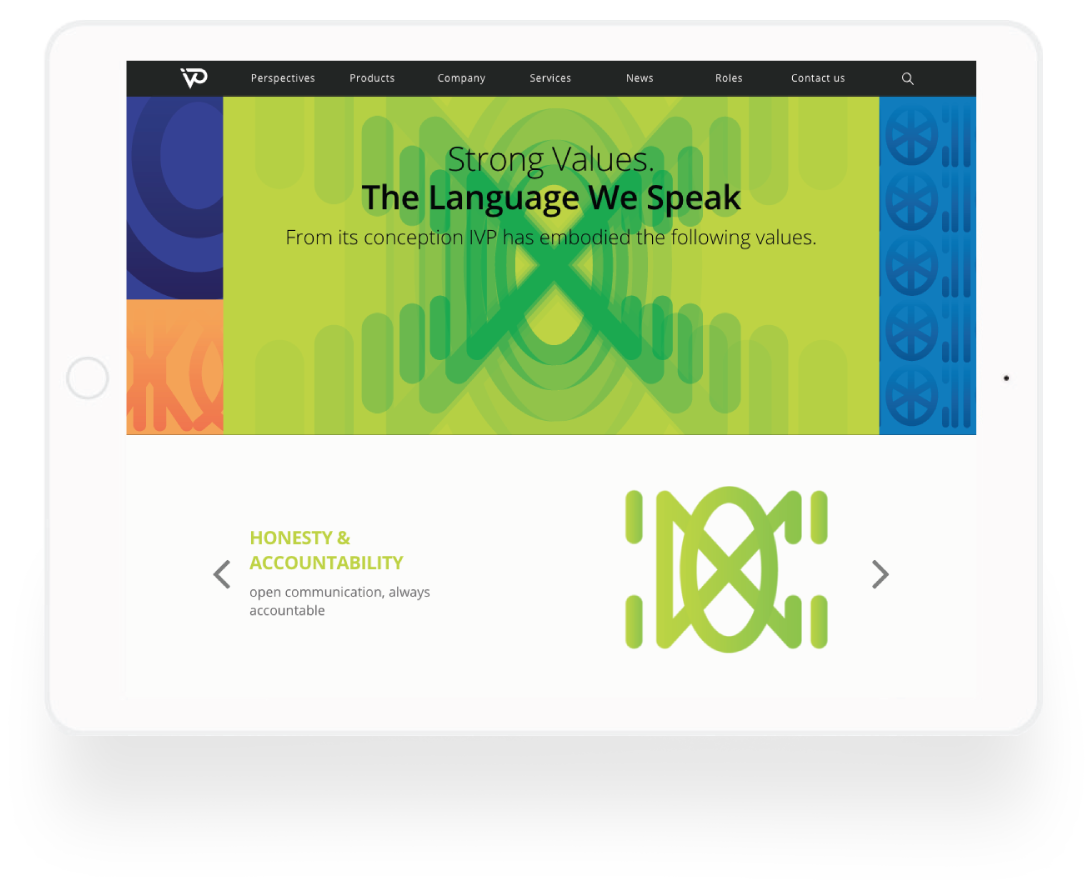 IVP
Perspectives Products Company Services News Roles Contact us
Strong Values.
The Language We Speak
From its conception IVP has embodied the following values.
HONESTY &
ACCOUNTABILITY
open communication, always
accountable